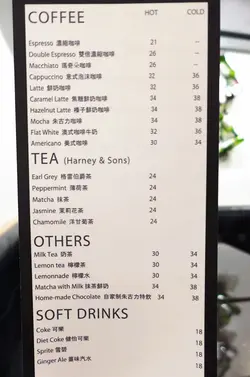 COFFEE HOT COLD
Espresso 濃縮咖啡 21 --
Double Espresso 雙倍濃縮咖啡 26 --
Macchiato 瑪奇朵咖啡 26 --
Cappuccino 意式泡沫咖啡 32 36
Latte 鮮奶咖啡 32 36
Caramel Latte 焦糖鮮奶咖啡 34 38
Hazelnut Latte 榛子鮮奶咖啡 34 38
Mocha 朱古力咖啡 34 38
Flat White 澳式咖啡牛奶 32 36
Americano 美式咖啡 30 34
TEA (Harney & Sons)
Earl Grey 格雷伯爵茶 24
Peppermint 薄荷茶 24
Matcha 抹茶 24
Jasmine 茉莉花茶 24
Chamomile 洋甘菊茶 24
OTHERS
Milk Tea 奶茶 30 34
Lemon tea 檸檬茶 30 34
Lemonnade 檸檬水 30 34
Matcha with Milk 抹茶鮮奶 34 38
Home-made Chocolate 自家制朱古力特飲 34 38
SOFT DRINKS
Coke 可樂 18
Diet Coke 健怡可樂 18
Sprite 雪碧 18
Ginger Ale 薑味汽水 18